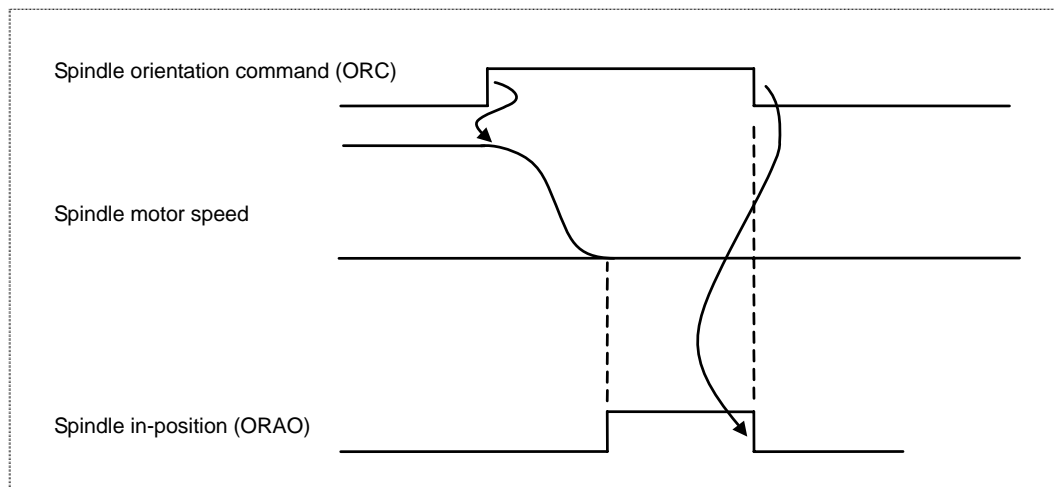 Spindle orientation command (ORC)
Spindle motor speed
Spindle in-position (ORAO)